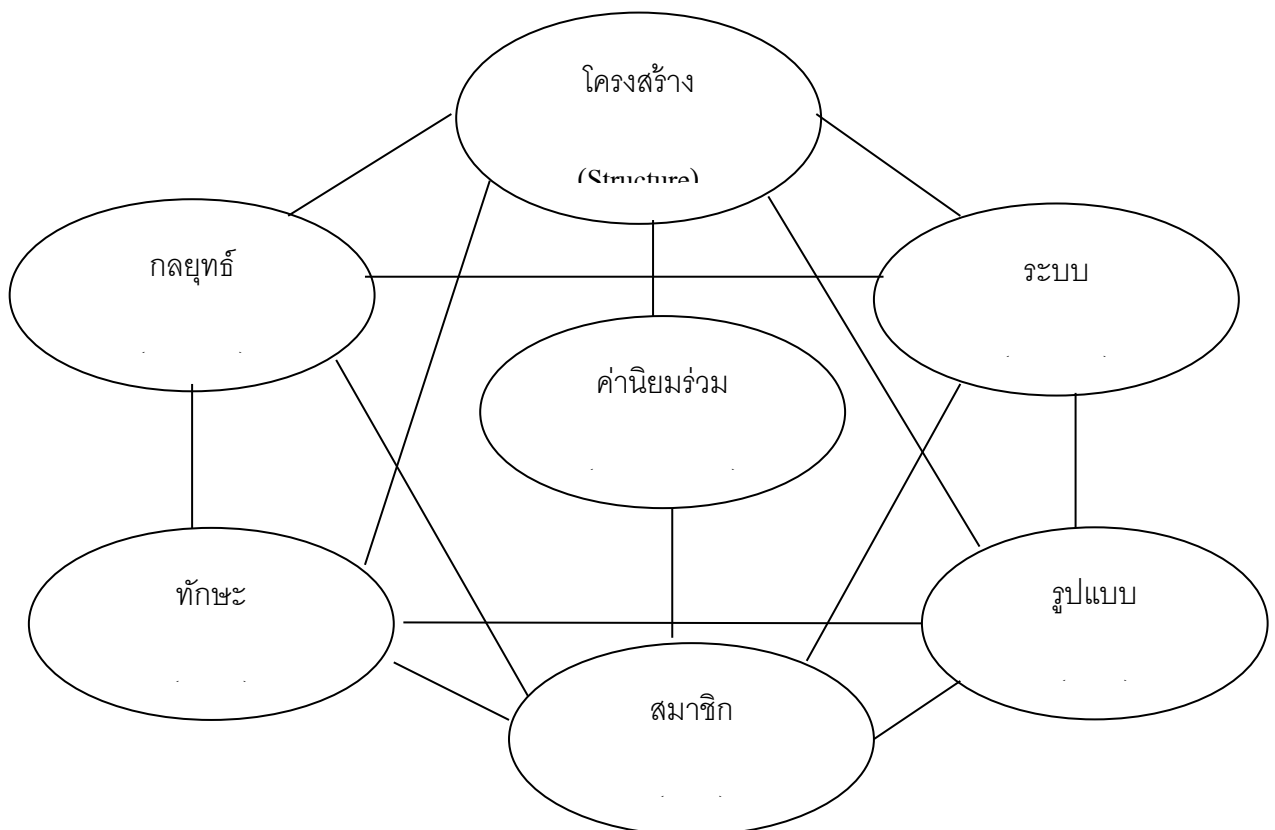 โครงสร้าง
(Structure)
กลยุทธ์
ระบบ
ค่านิยมร่วม
ทักษะ
รูปแบบ
สมาชิก